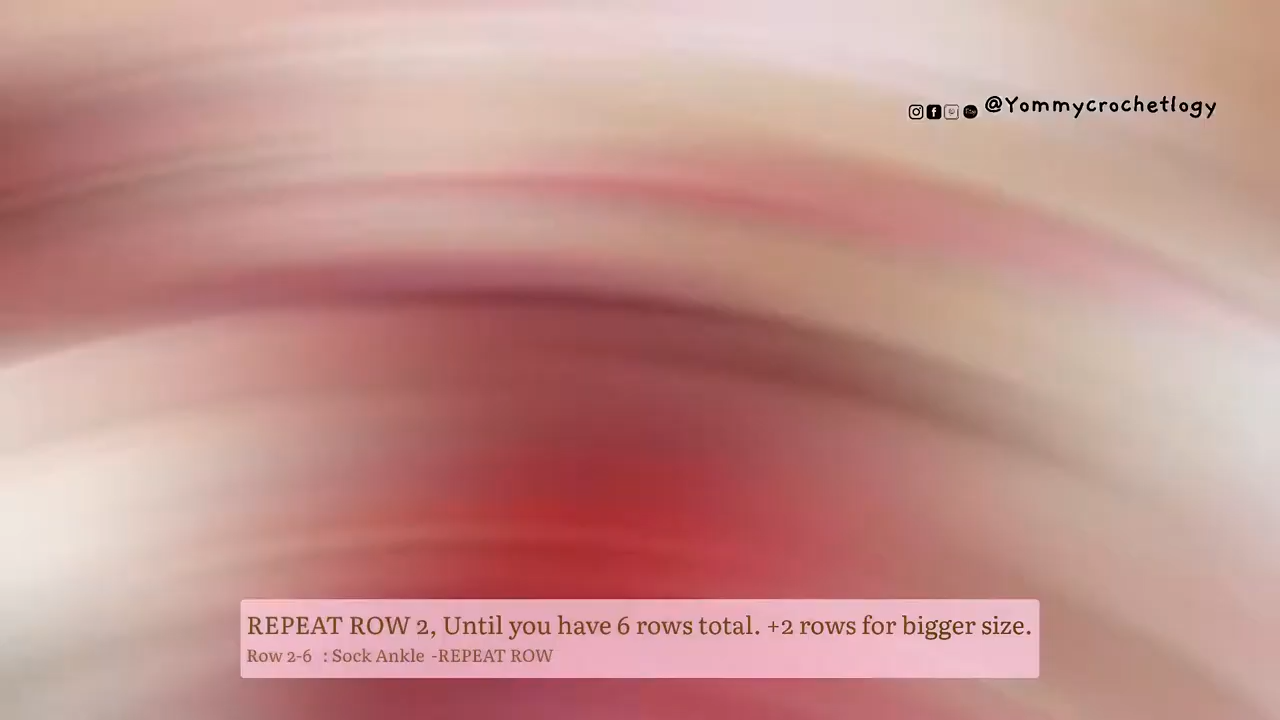 @Yommycrochetlogy
REPEAT ROW 2, Until you have 6 rows total. +2 rows for bigger size.
Row 2-6 : Sock Ankle -REPEAT ROW